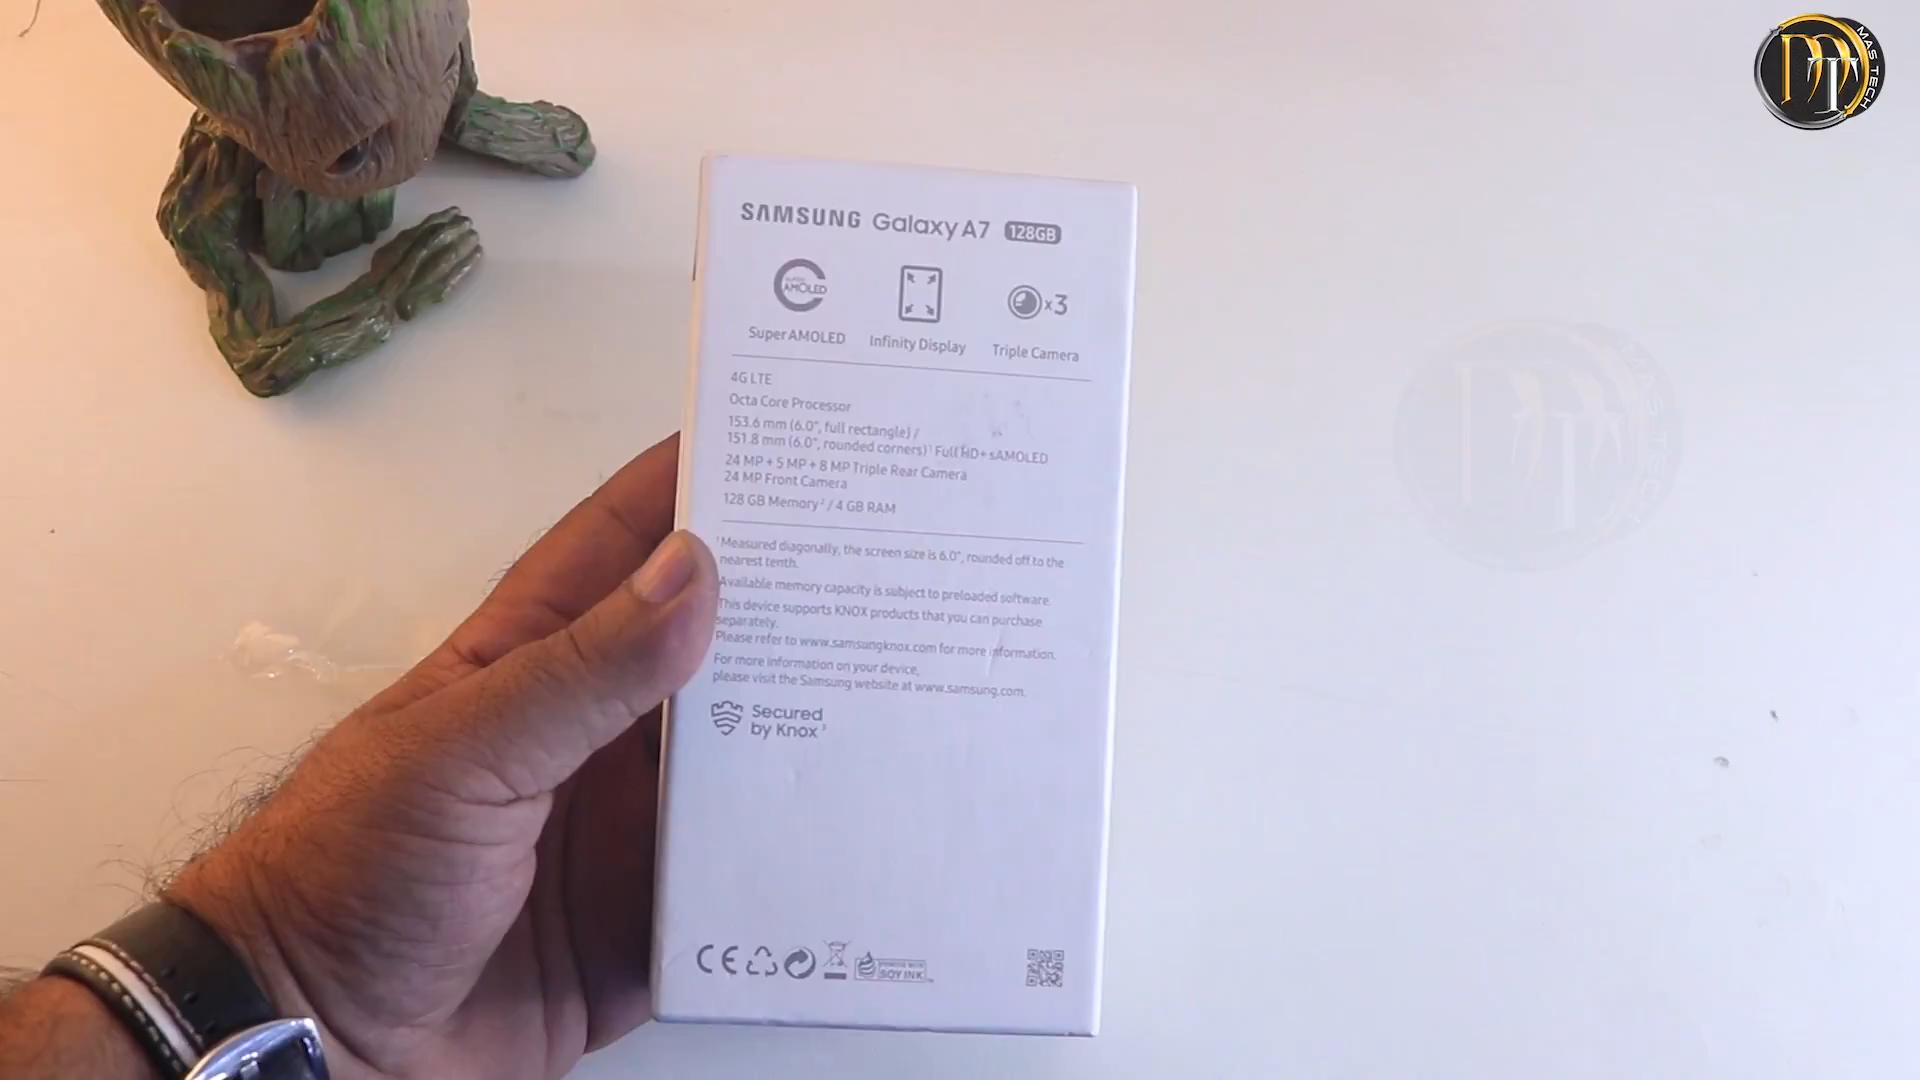 MAS TECH
SAMSUNG Galaxy A7 128GB
SUPER AMOLED
x3
Super AMOLED Infinity Display Triple Camera
4G LTE
Octa Core Processor
153.6 mm (6.0", full rectangle) /
151.8 mm (6.0", rounded corners)¹ Full HD+ sAMOLED
24 MP + 5 MP + 8 MP Triple Rear Camera
24 MP Front Camera
128 GB Memory² / 4 GB RAM
¹Measured diagonally, the screen size is 6.0", rounded off to the
nearest tenth.
Available memory capacity is subject to preloaded software.
This device supports KNOX products that you can purchase
separately.
Please refer to www.samsungknox.com for more information.
For more information on your device,
please visit the Samsung website at www.samsung.com.
Secured
by Knox³
CE
SOY INK